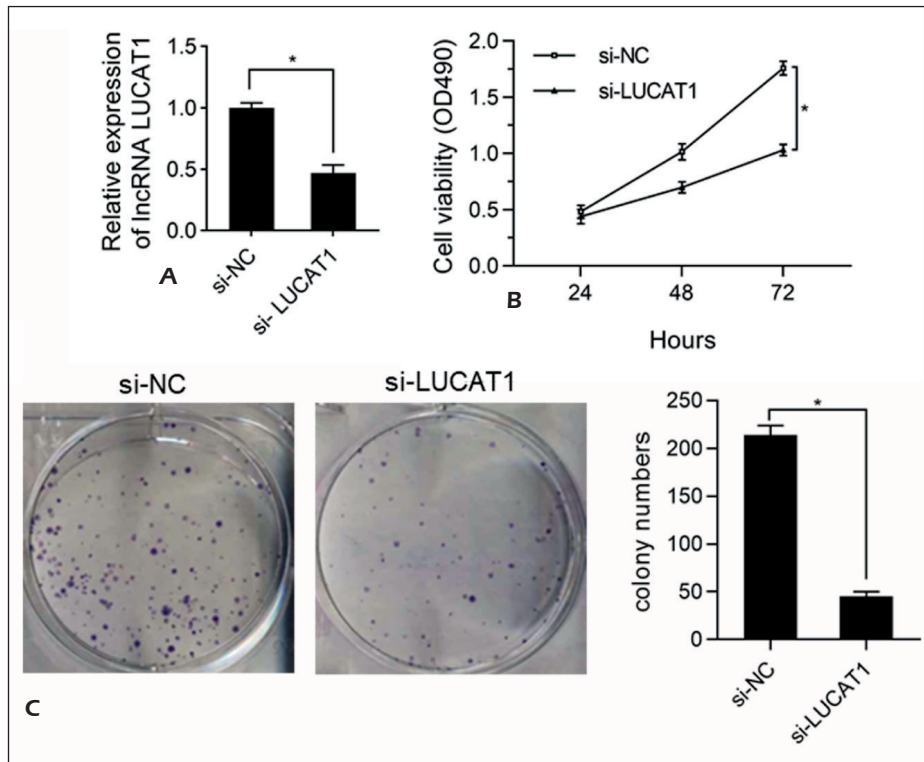 Relative expression
of lncRNA LUCAT1
1.5
1.0
0.5
0.0
*
si-NC
si- LUCAT1
A
Cell viability (OD490)
2.0
1.5
1.0
0.5
0.0
si-NC
si-LUCAT1
*
24 48 72
Hours
B
si-NC
si-LUCAT1
colony numbers
250
200
150
100
50
0
*
si-NC
si-LUCAT1
C